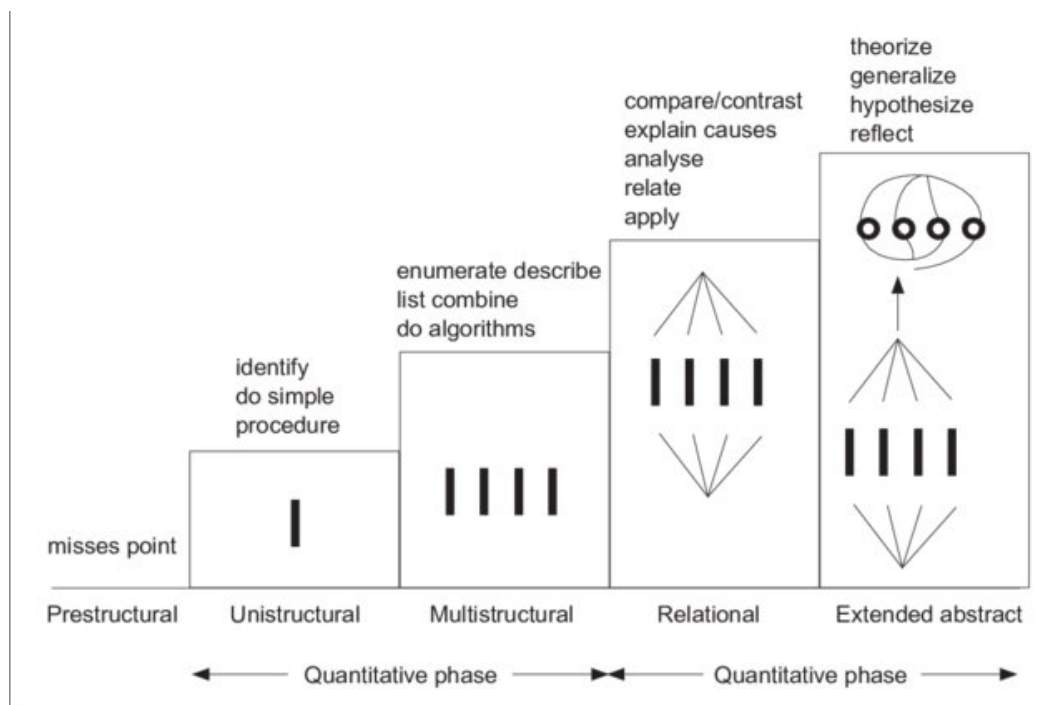 theorize
generalize
hypothesize
reflect
compare/contrast
explain causes
analyse
relate
apply
enumerate describe
list combine
do algorithms
identify
do simple
procedure
misses point
Prestructural
Unistructural
Multistructural
Relational
Extended abstract
Quantitative phase
Quantitative phase